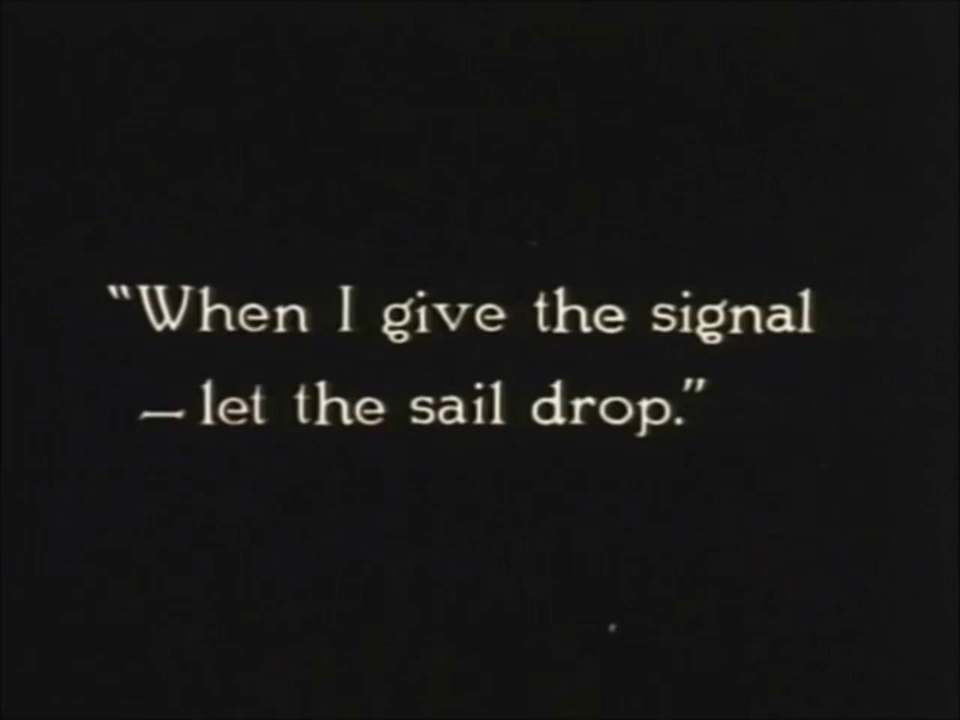 “When I give the signal
— let the sail drop.”